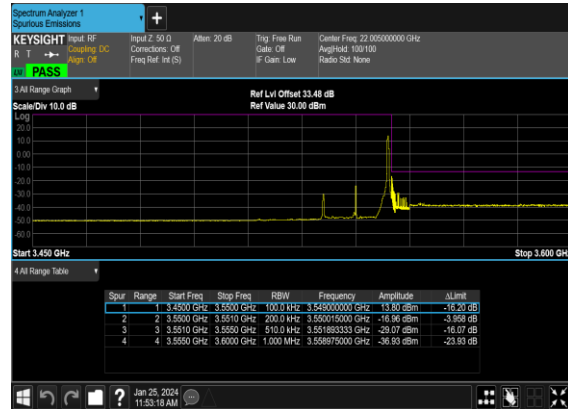 Spectrum Analyzer 1
Spurious Emissions
KEYSIGHT Input: RF Input Z: 50 Ω Atten: 20 dB Trig: Free Run Center Freq: 22.005000000 GHz
R T Coupling: DC Corrections: Off Gate: Off Avg|Hold: 100/100
Align: Off Freq Ref: Int (S) IF Gain: Low Radio Std: None
PASS
3 All Range Graph Ref Lvl Offset 33.48 dB
Scale/Div 10.0 dB Ref Value 30.00 dBm
Log
20.0
10.0
0.00
-10.0
-20.0
-30.0
-40.0
-50.0
-60.0
Start 3.450 GHz Stop 3.600 GHz
4 All Range Table
Spur Range Start Freq Stop Freq RBW Frequency Amplitude ΔLimit
1 1 3.4500 GHz 3.5500 GHz 100.0 kHz 3.549000000 GHz 13.80 dBm -16.20 dB
2 2 3.5500 GHz 3.5510 GHz 200.0 kHz 3.550015000 GHz -16.96 dBm -3.958 dB
3 3 3.5510 GHz 3.5550 GHz 510.0 kHz 3.551893333 GHz -29.07 dBm -16.07 dB
4 4 3.5550 GHz 3.6000 GHz 1.000 MHz 3.558975000 GHz -36.93 dBm -23.93 dB
Jan 25, 2024
11:53:18 AM